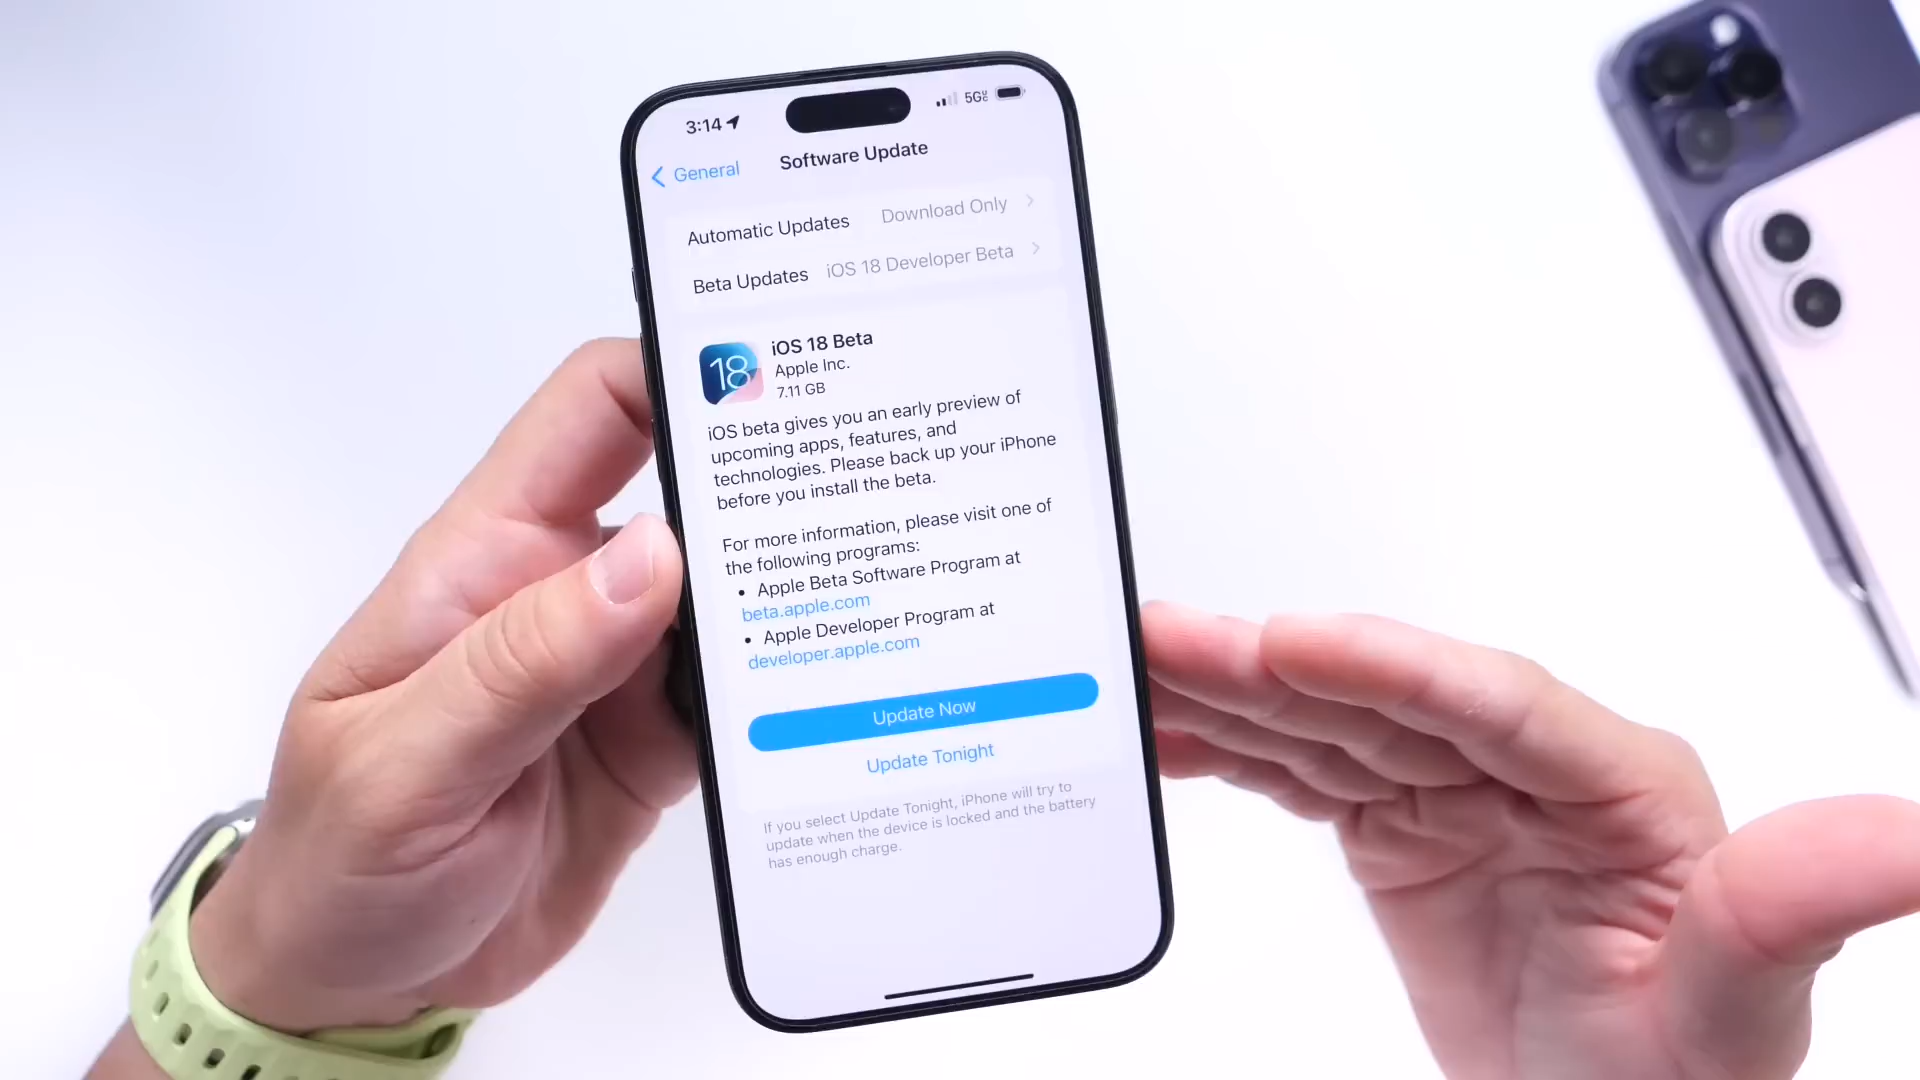 3:14
5G
General
Software Update
Automatic Updates Download Only
Beta Updates iOS 18 Developer Beta
18
iOS 18 Beta
Apple Inc.
7.11 GB
iOS beta gives you an early preview of
upcoming apps, features, and
technologies. Please back up your iPhone
before you install the beta.
For more information, please visit one of
the following programs:
• Apple Beta Software Program at
beta.apple.com
• Apple Developer Program at
developer.apple.com
Update Now
Update Tonight
If you select Update Tonight, iPhone will try to
update when the device is locked and the battery
has enough charge.